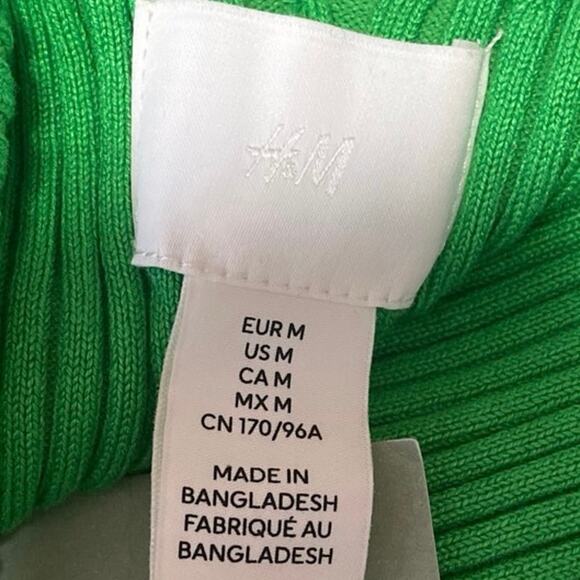 H&M
EUR M
US M
CA M
MX M
CN 170/96A
MADE IN
BANGLADESH
FABRIQUÉ AU
BANGLADESH